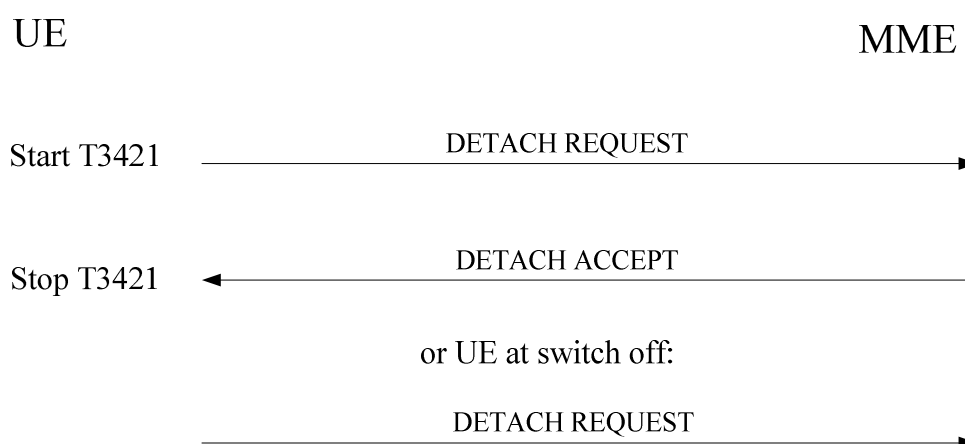 UE
MME
Start T3421
DETACH REQUEST
Stop T3421
DETACH ACCEPT
or UE at switch off:
DETACH REQUEST